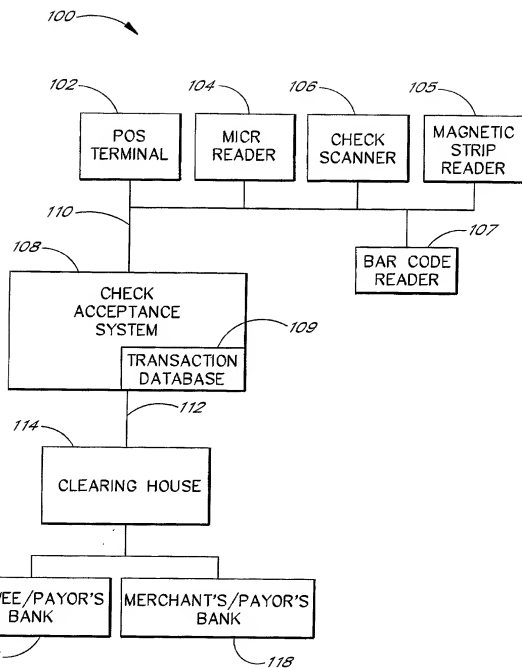 100
102
104
106
105
POS
TERMINAL
MICR
READER
CHECK
SCANNER
MAGNETIC
STRIP
READER
110
107
BAR CODE
READER
108
CHECK
ACCEPTANCE
SYSTEM
109
TRANSACTION
DATABASE
112
114
CLEARING HOUSE
EE/PAYOR'S
BANK
MERCHANT'S/PAYOR'S
BANK
118